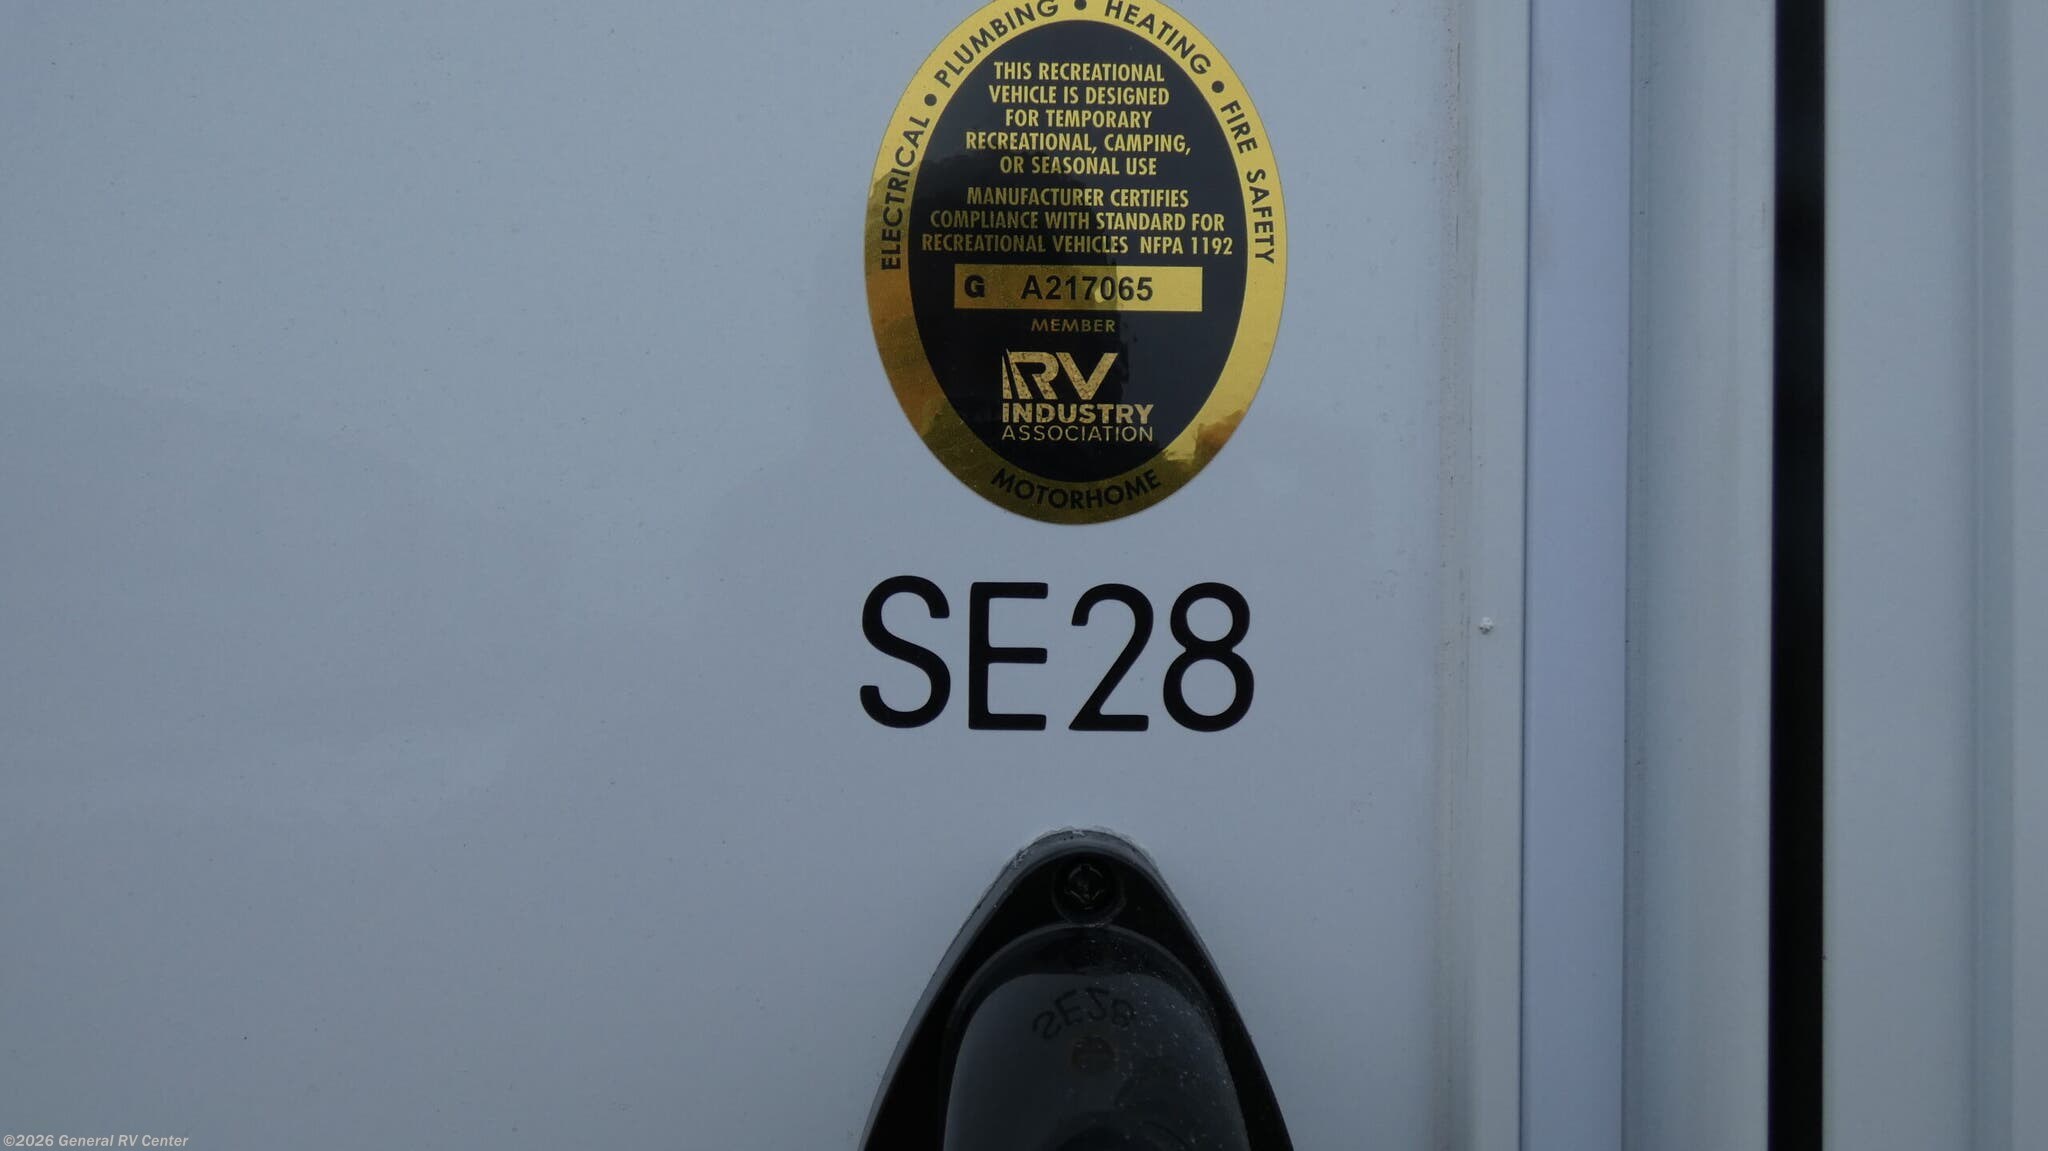 ELECTRICAL • PLUMBING • HEATING • FIRE SAFETY
THIS RECREATIONAL
VEHICLE IS DESIGNED
FOR TEMPORARY
RECREATIONAL, CAMPING,
OR SEASONAL USE
MANUFACTURER CERTIFIES
COMPLIANCE WITH STANDARD FOR
RECREATIONAL VEHICLES NFPA 1192
G A217065
MEMBER
RV
INDUSTRY
ASSOCIATION
MOTORHOME
SE28
SE28
©2026 General RV Center